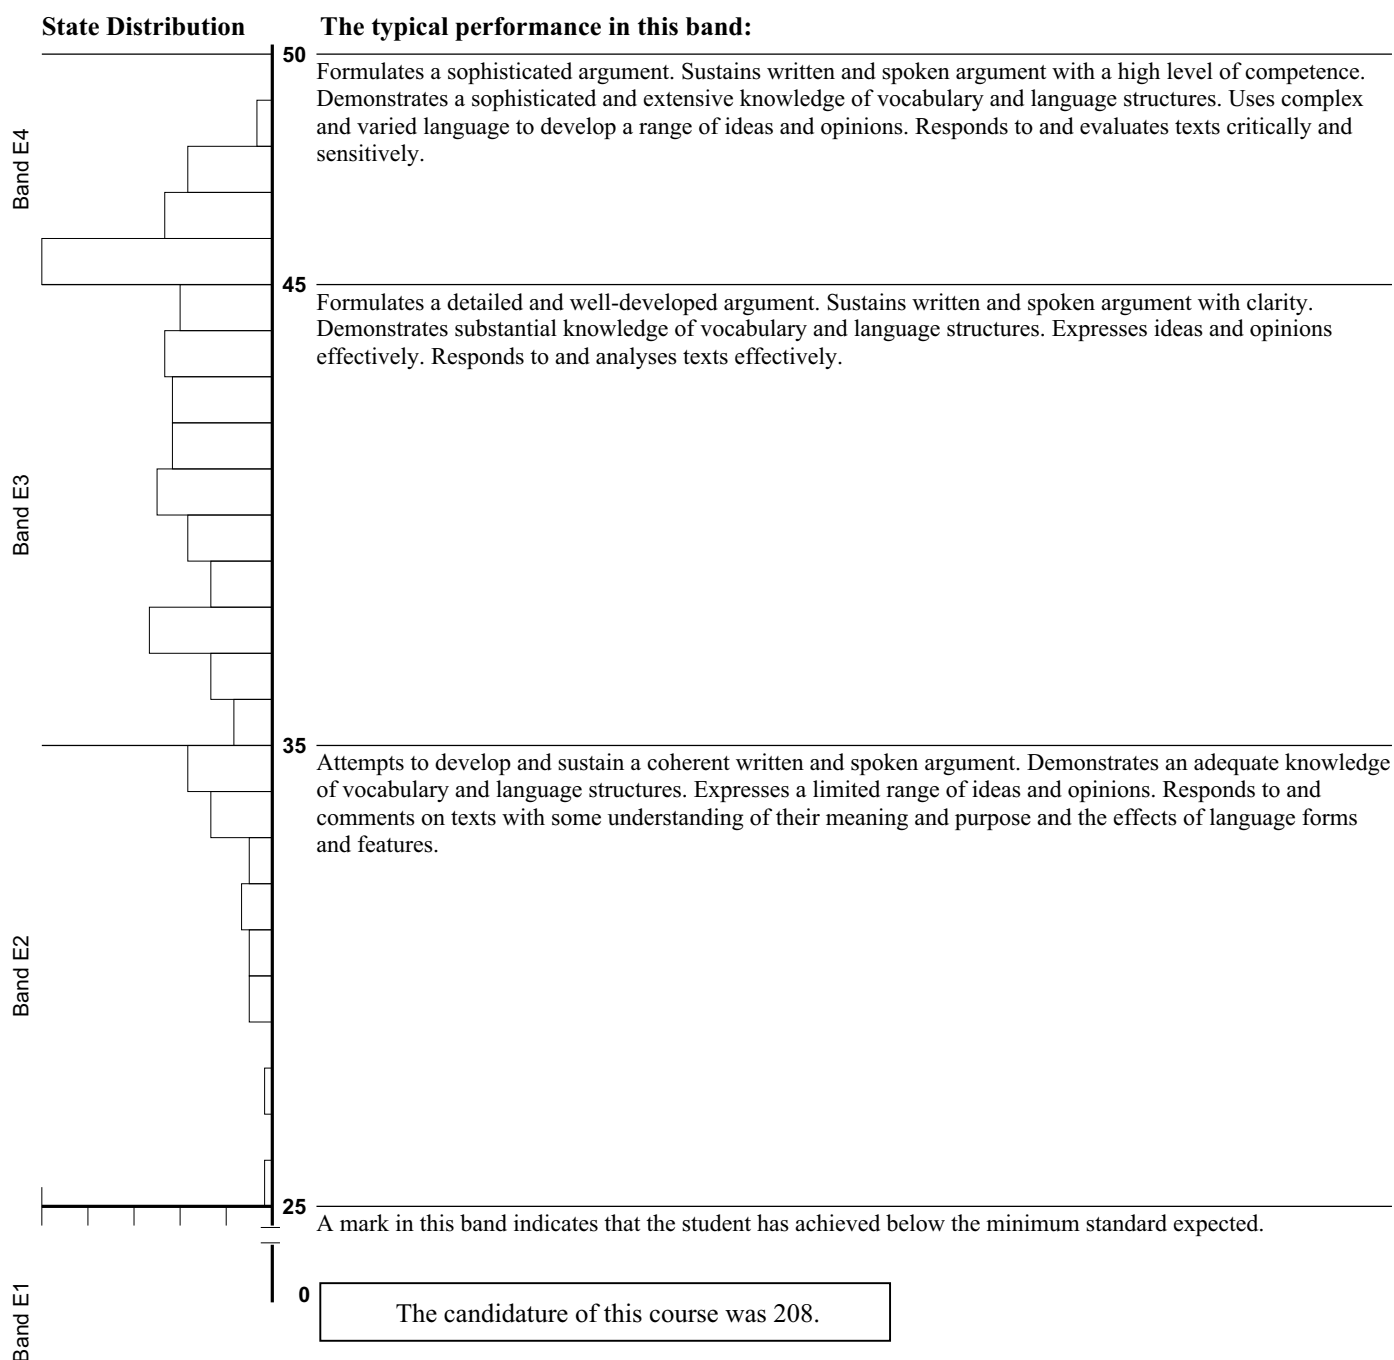 State Distribution
The typical performance in this band:
50
Formulates a sophisticated argument. Sustains written and spoken argument with a high level of competence.
Demonstrates a sophisticated and extensive knowledge of vocabulary and language structures. Uses complex
and varied language to develop a range of ideas and opinions. Responds to and evaluates texts critically and
sensitively.
Band E4
45
Formulates a detailed and well-developed argument. Sustains written and spoken argument with clarity.
Demonstrates substantial knowledge of vocabulary and language structures. Expresses ideas and opinions
effectively. Responds to and analyses texts effectively.
Band E3
35
Attempts to develop and sustain a coherent written and spoken argument. Demonstrates an adequate knowledge
of vocabulary and language structures. Expresses a limited range of ideas and opinions. Responds to and
comments on texts with some understanding of their meaning and purpose and the effects of language forms
and features.
Band E2
25
A mark in this band indicates that the student has achieved below the minimum standard expected.
0
Band E1
The candidature of this course was 208.